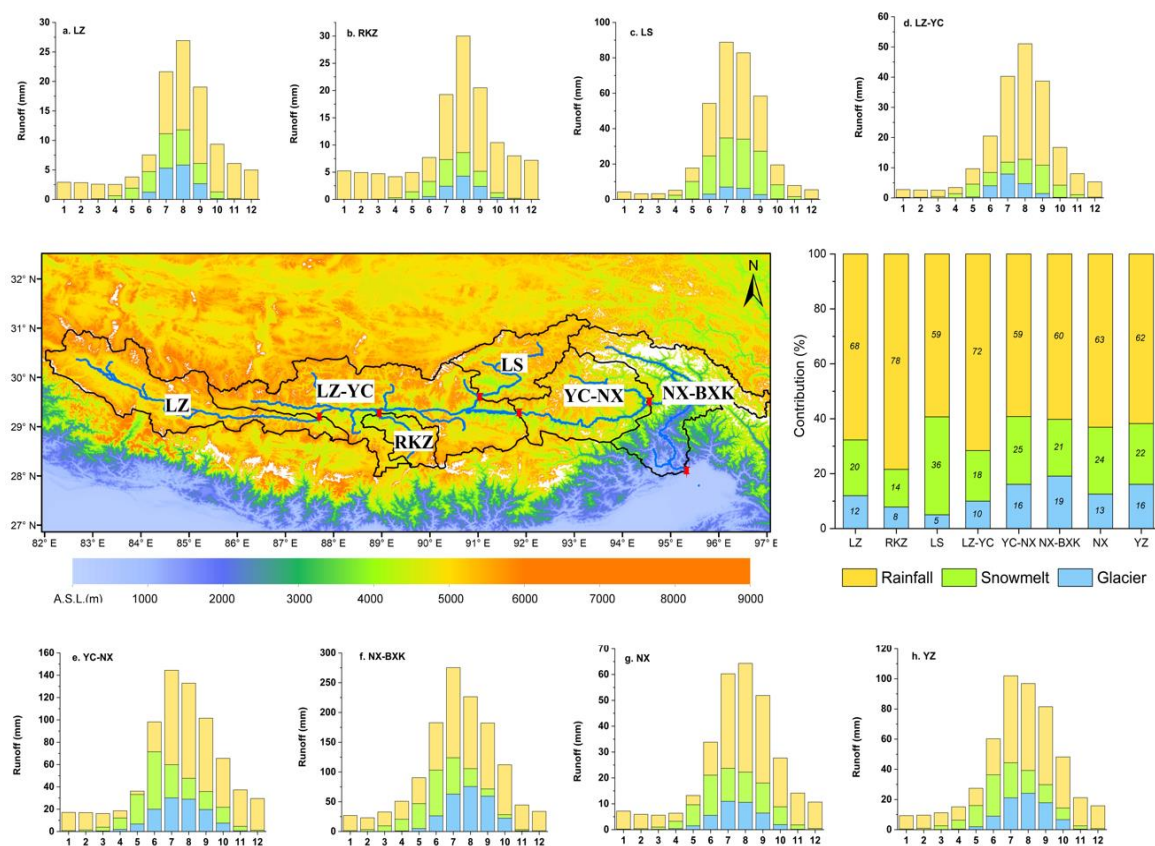 a. LZ
Runoff (mm)
30
25
20
15
10
5
0
1 2 3 4 5 6 7 8 9 10 11 12
b. RKZ
Runoff (mm)
30
25
20
15
10
5
0
1 2 3 4 5 6 7 8 9 10 11 12
c. LS
Runoff (mm)
100
80
60
40
20
0
1 2 3 4 5 6 7 8 9 10 11 12
d. LZ-YC
Runoff (mm)
60
50
40
30
20
10
0
1 2 3 4 5 6 7 8 9 10 11 12
32° N
31° N
30° N
29° N
28° N
27° N
N
LS
LZ-YC
YC-NX
NX-BXK
LZ
RKZ
82° E 83° E 84° E 85° E 86° E 87° E 88° E 89° E 90° E 91° E 92° E 93° E 94° E 95° E 96° E 97° E
A.S.L.(m) 1000 2000 3000 4000 5000 6000 7000 8000 9000
Contribution (%)
100
80
60
40
20
0
68 78 59 72 59 60 63 62
20 14 36 18 25 21 24 22
12 8 5 10 16 19 13 16
LZ RKZ LS LZ-YC YC-NX NX-BXK NX YZ
Rainfall Snowmelt Glacier
e. YC-NX
Runoff (mm)
160
140
120
100
80
60
40
20
0
1 2 3 4 5 6 7 8 9 10 11 12
f. NX-BXK
Runoff (mm)
300
250
200
150
100
50
0
1 2 3 4 5 6 7 8 9 10 11 12
g. NX
Runoff (mm)
70
60
50
40
30
20
10
0
1 2 3 4 5 6 7 8 9 10 11 12
h. YZ
Runoff (mm)
120
100
80
60
40
20
0
1 2 3 4 5 6 7 8 9 10 11 12